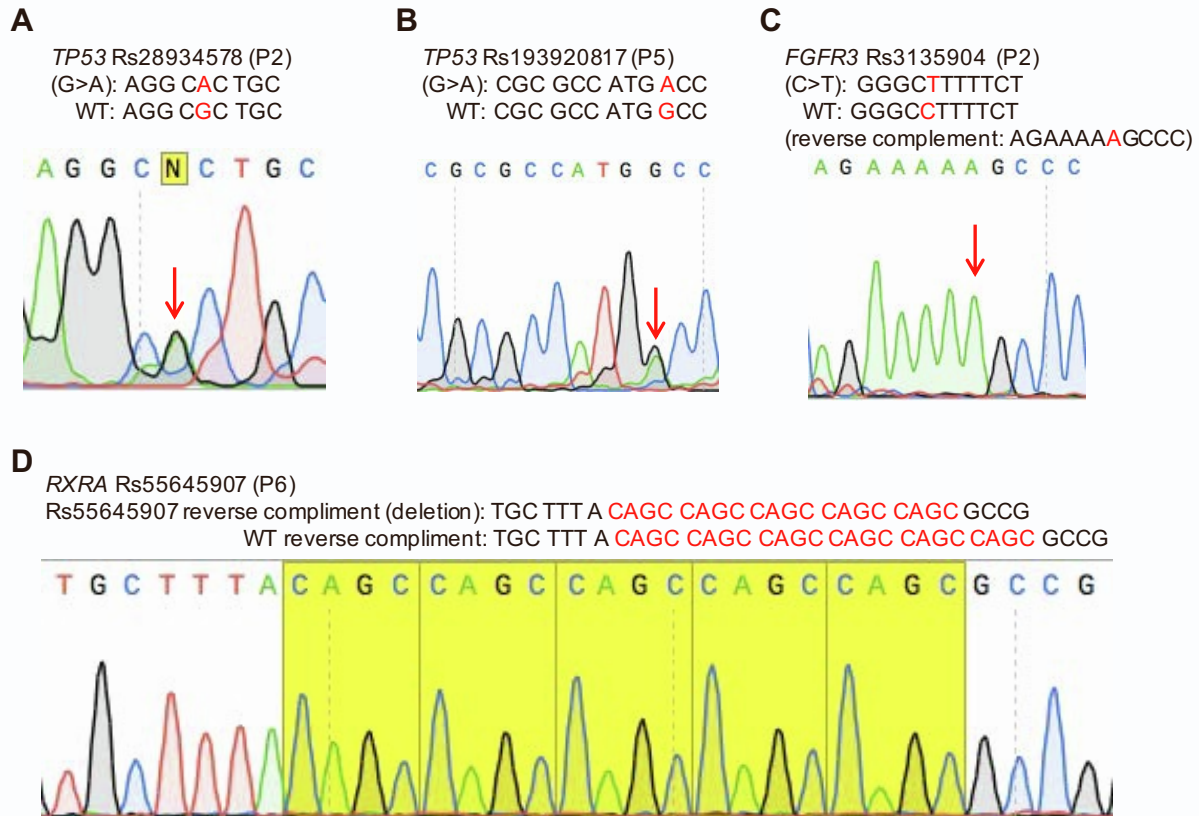 A
TP53 Rs28934578 (P2)
(G>A): AGG CAC TGC
WT: AGG CGC TGC
A G G C N C T G C
B
TP53 Rs193920817 (P5)
(G>A): CGC GCC ATG ACC
WT: CGC GCC ATG GCC
C G C G C C A T G G C C
C
FGFR3 Rs3135904 (P2)
(C>T): GGGCTTTTTCT
WT: GGGCCTTTTCT
(reverse complement: AGAAAAAGCCC)
A G A A A A A G C C C
D
RXRA Rs55645907 (P6)
Rs55645907 reverse compliment (deletion): TGC TTT A CAGC CAGC CAGC CAGC CAGC GCCG
WT reverse compliment: TGC TTT A CAGC CAGC CAGC CAGC CAGC CAGC GCCG
T G C T T T A C A G C C A G C C A G C C A G C C A G C G C C G